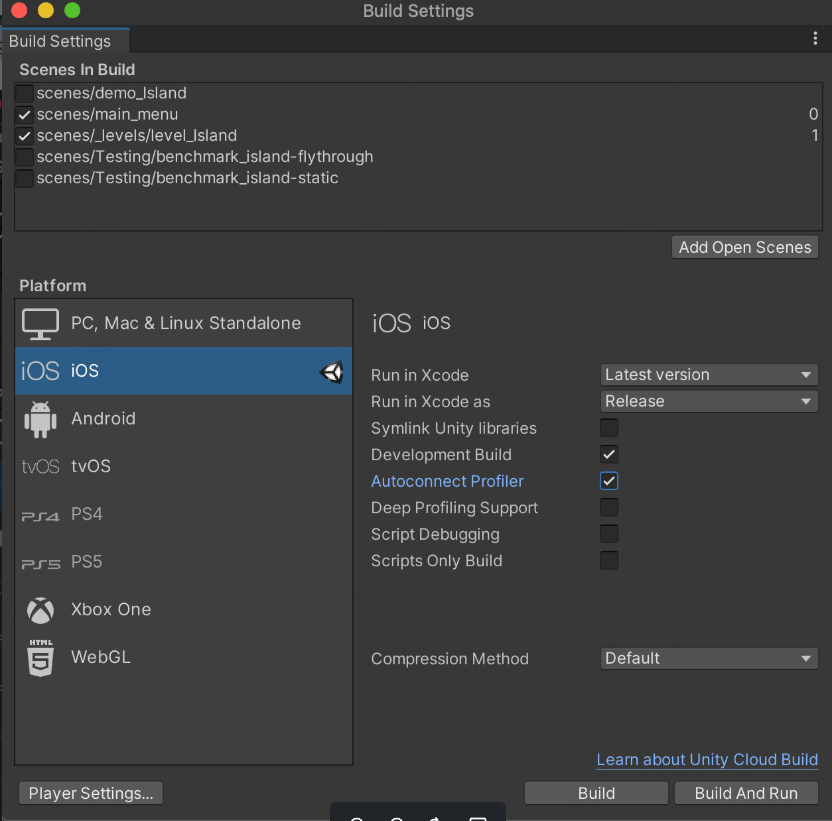 Build Settings
Build Settings
Scenes In Build
scenes/demo_Island
scenes/main_menu 0
scenes/_levels/level_Island 1
scenes/Testing/benchmark_island-flythrough
scenes/Testing/benchmark_island-static
Add Open Scenes
Platform
PC, Mac & Linux Standalone
iOS iOS
Android
tvOS tvOS
PS4 PS4
PS5 PS5
Xbox One
HTML 5 WebGL
iOS iOS
Run in Xcode Latest version
Run in Xcode as Release
Symlink Unity libraries
Development Build
Autoconnect Profiler
Deep Profiling Support
Script Debugging
Scripts Only Build
Compression Method Default
Learn about Unity Cloud Build
Player Settings... Build Build And Run